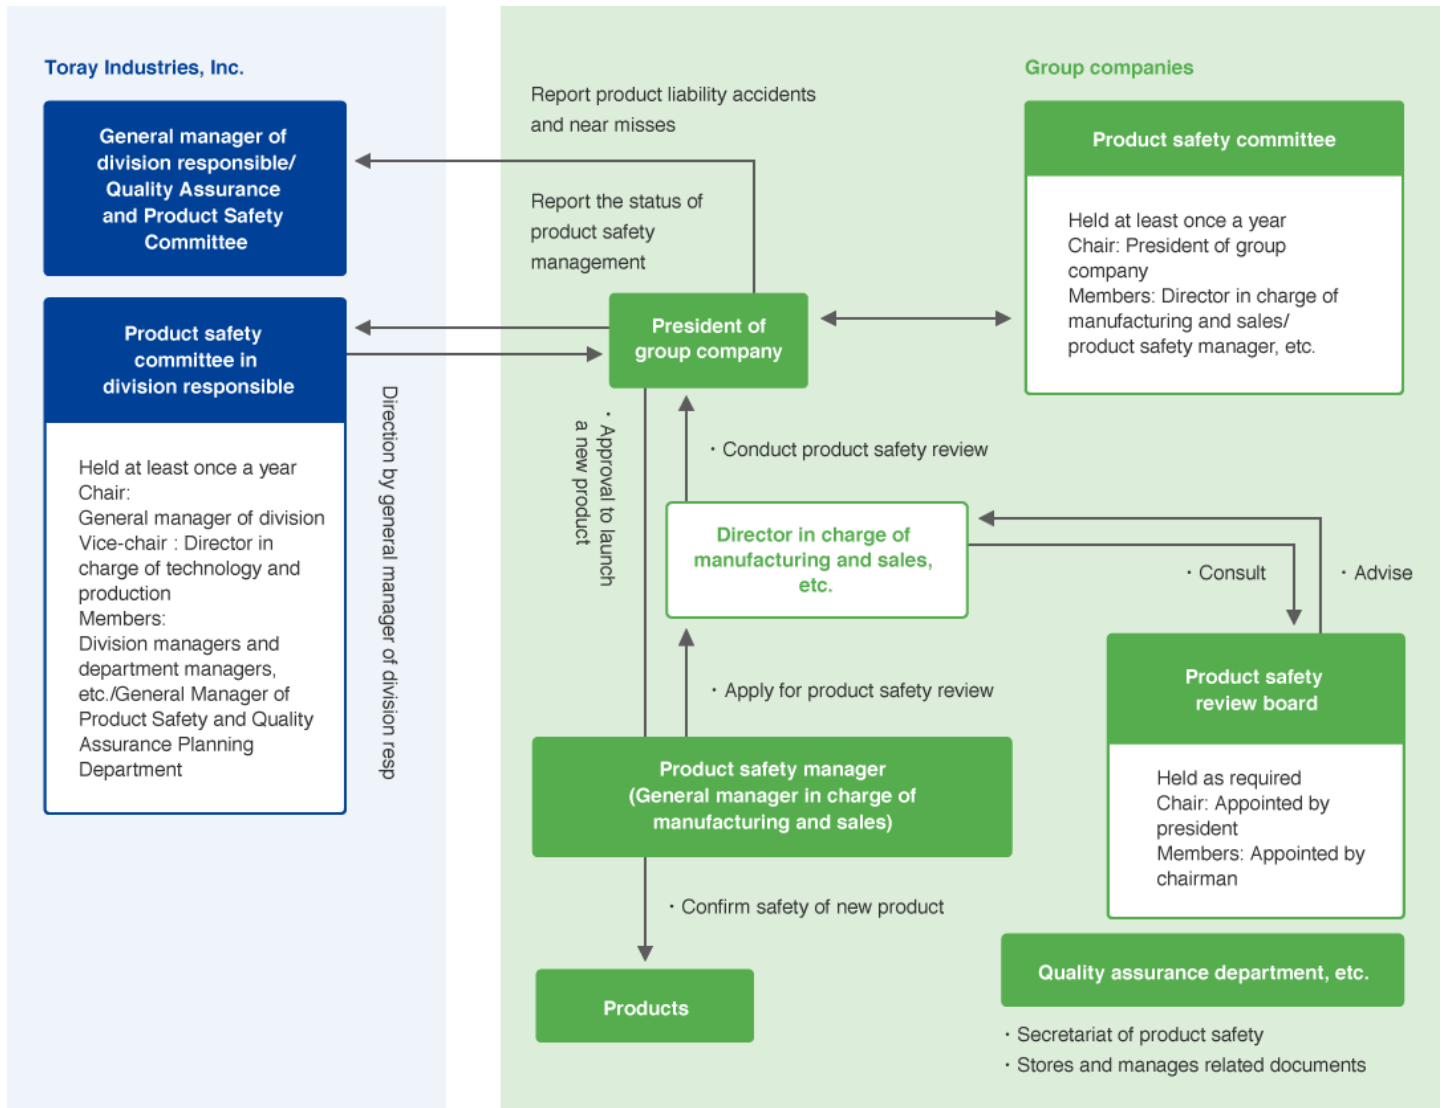 Toray Industries, Inc.
General manager of
division responsible/
Quality Assurance
and Product Safety
Committee
Product safety
committee in
division responsible
Held at least once a year
Chair:
General manager of division
Vice-chair : Director in
charge of technology and
production
Members:
Division managers and
department managers,
etc./General Manager of
Product Safety and Quality
Assurance Planning
Department
Direction by general manager of division resp
Group companies
Report product liability accidents
and near misses
Report the status of
product safety
management
President of
group company
Product safety committee
Held at least once a year
Chair: President of group
company
Members: Director in charge of
manufacturing and sales/
product safety manager, etc.
・Approval to launch
a new product
・Conduct product safety review
Director in charge of
manufacturing and sales,
etc.
・Consult
・Advise
・Apply for product safety review
Product safety
review board
Held as required
Chair: Appointed by
president
Members: Appointed by
chairman
Product safety manager
(General manager in charge of
manufacturing and sales)
・Confirm safety of new product
Products
Quality assurance department, etc.
・Secretariat of product safety
・Stores and manages related documents